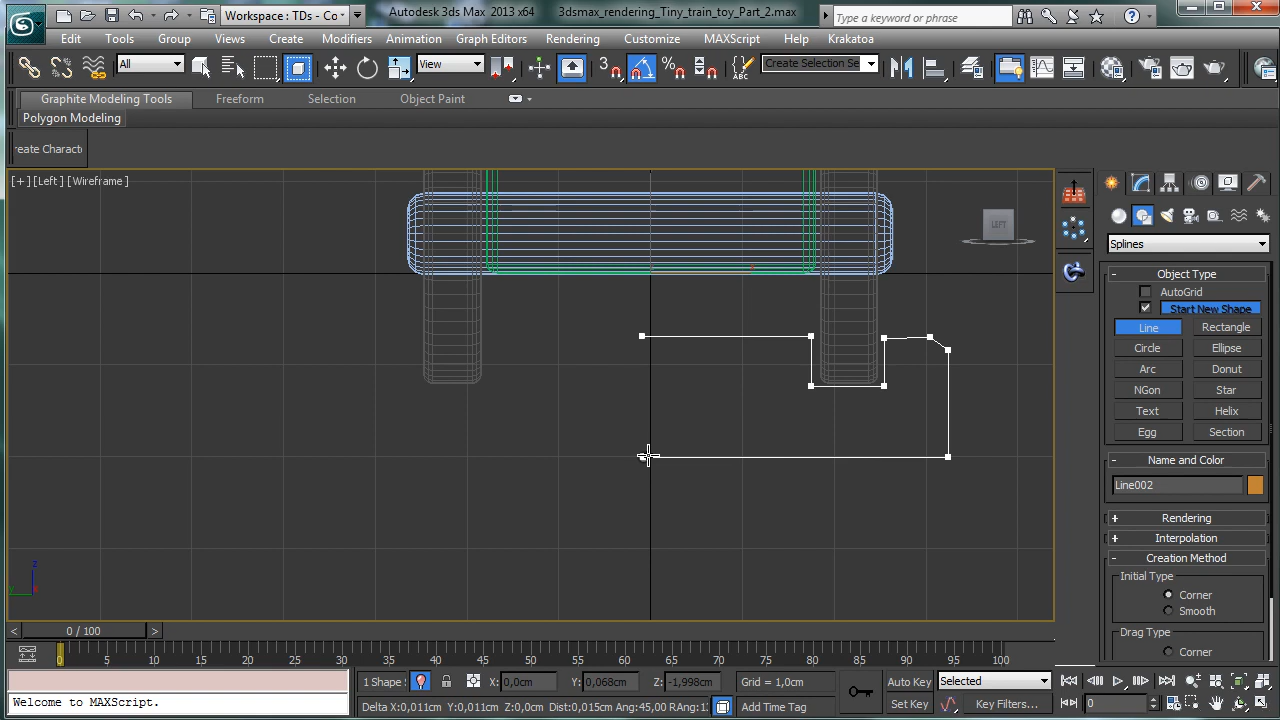 Workspace : TDs - Co
Autodesk 3ds Max 2013 x64
3dsmax_rendering_Tiny_train_toy_Part_2.max
Type a keyword or phrase
Edit Tools Group Views Create Modifiers Animation Graph Editors Rendering Customize MAXScript Help Krakatoa
All View 3 % Create Selection Se
Graphite Modeling Tools Freeform Selection Object Paint
Polygon Modeling
eate Charact
[+] [Left] [Wireframe]
LEFT
Splines
- Object Type
AutoGrid
Start New Shape
Line Rectangle
Circle Ellipse
Arc Donut
NGon Star
Text Helix
Egg Section
- Name and Color
Line002
+ Rendering
+ Interpolation
- Creation Method
Initial Type
Corner
Smooth
Drag Type
Corner
z
y
< 0 / 100 >
0 5 10 15 20 25 30 35 40 45 50 55 60 65 70 75 80 85 90 95 100
1 Shape X: 0,0cm Y: 0,068cm Z: -1,998cm Grid = 1,0cm Auto Key Selected
Welcome to MAXScript.
Delta X:0,011cm Y:0,011cm Z:0,0cm Dist:0,015cm Ang:45,00 RAng:1 Add Time Tag Set Key Key Filters... 0